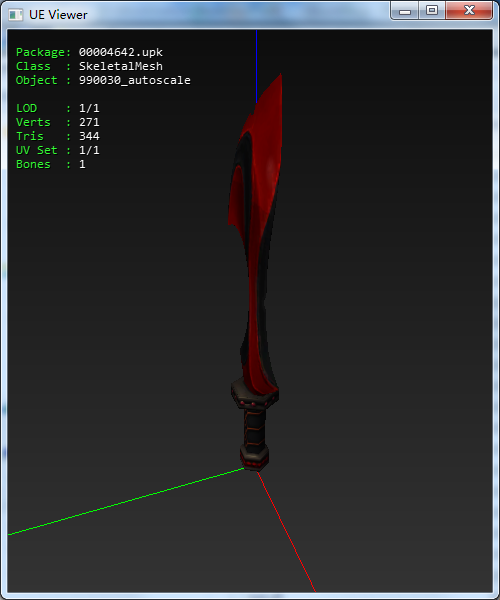 UE Viewer
Package: 00004642.upk
Class  : SkeletalMesh
Object : 990030_autoscale
LOD    : 1/1
Verts  : 271
Tris   : 344
UV Set : 1/1
Bones  : 1